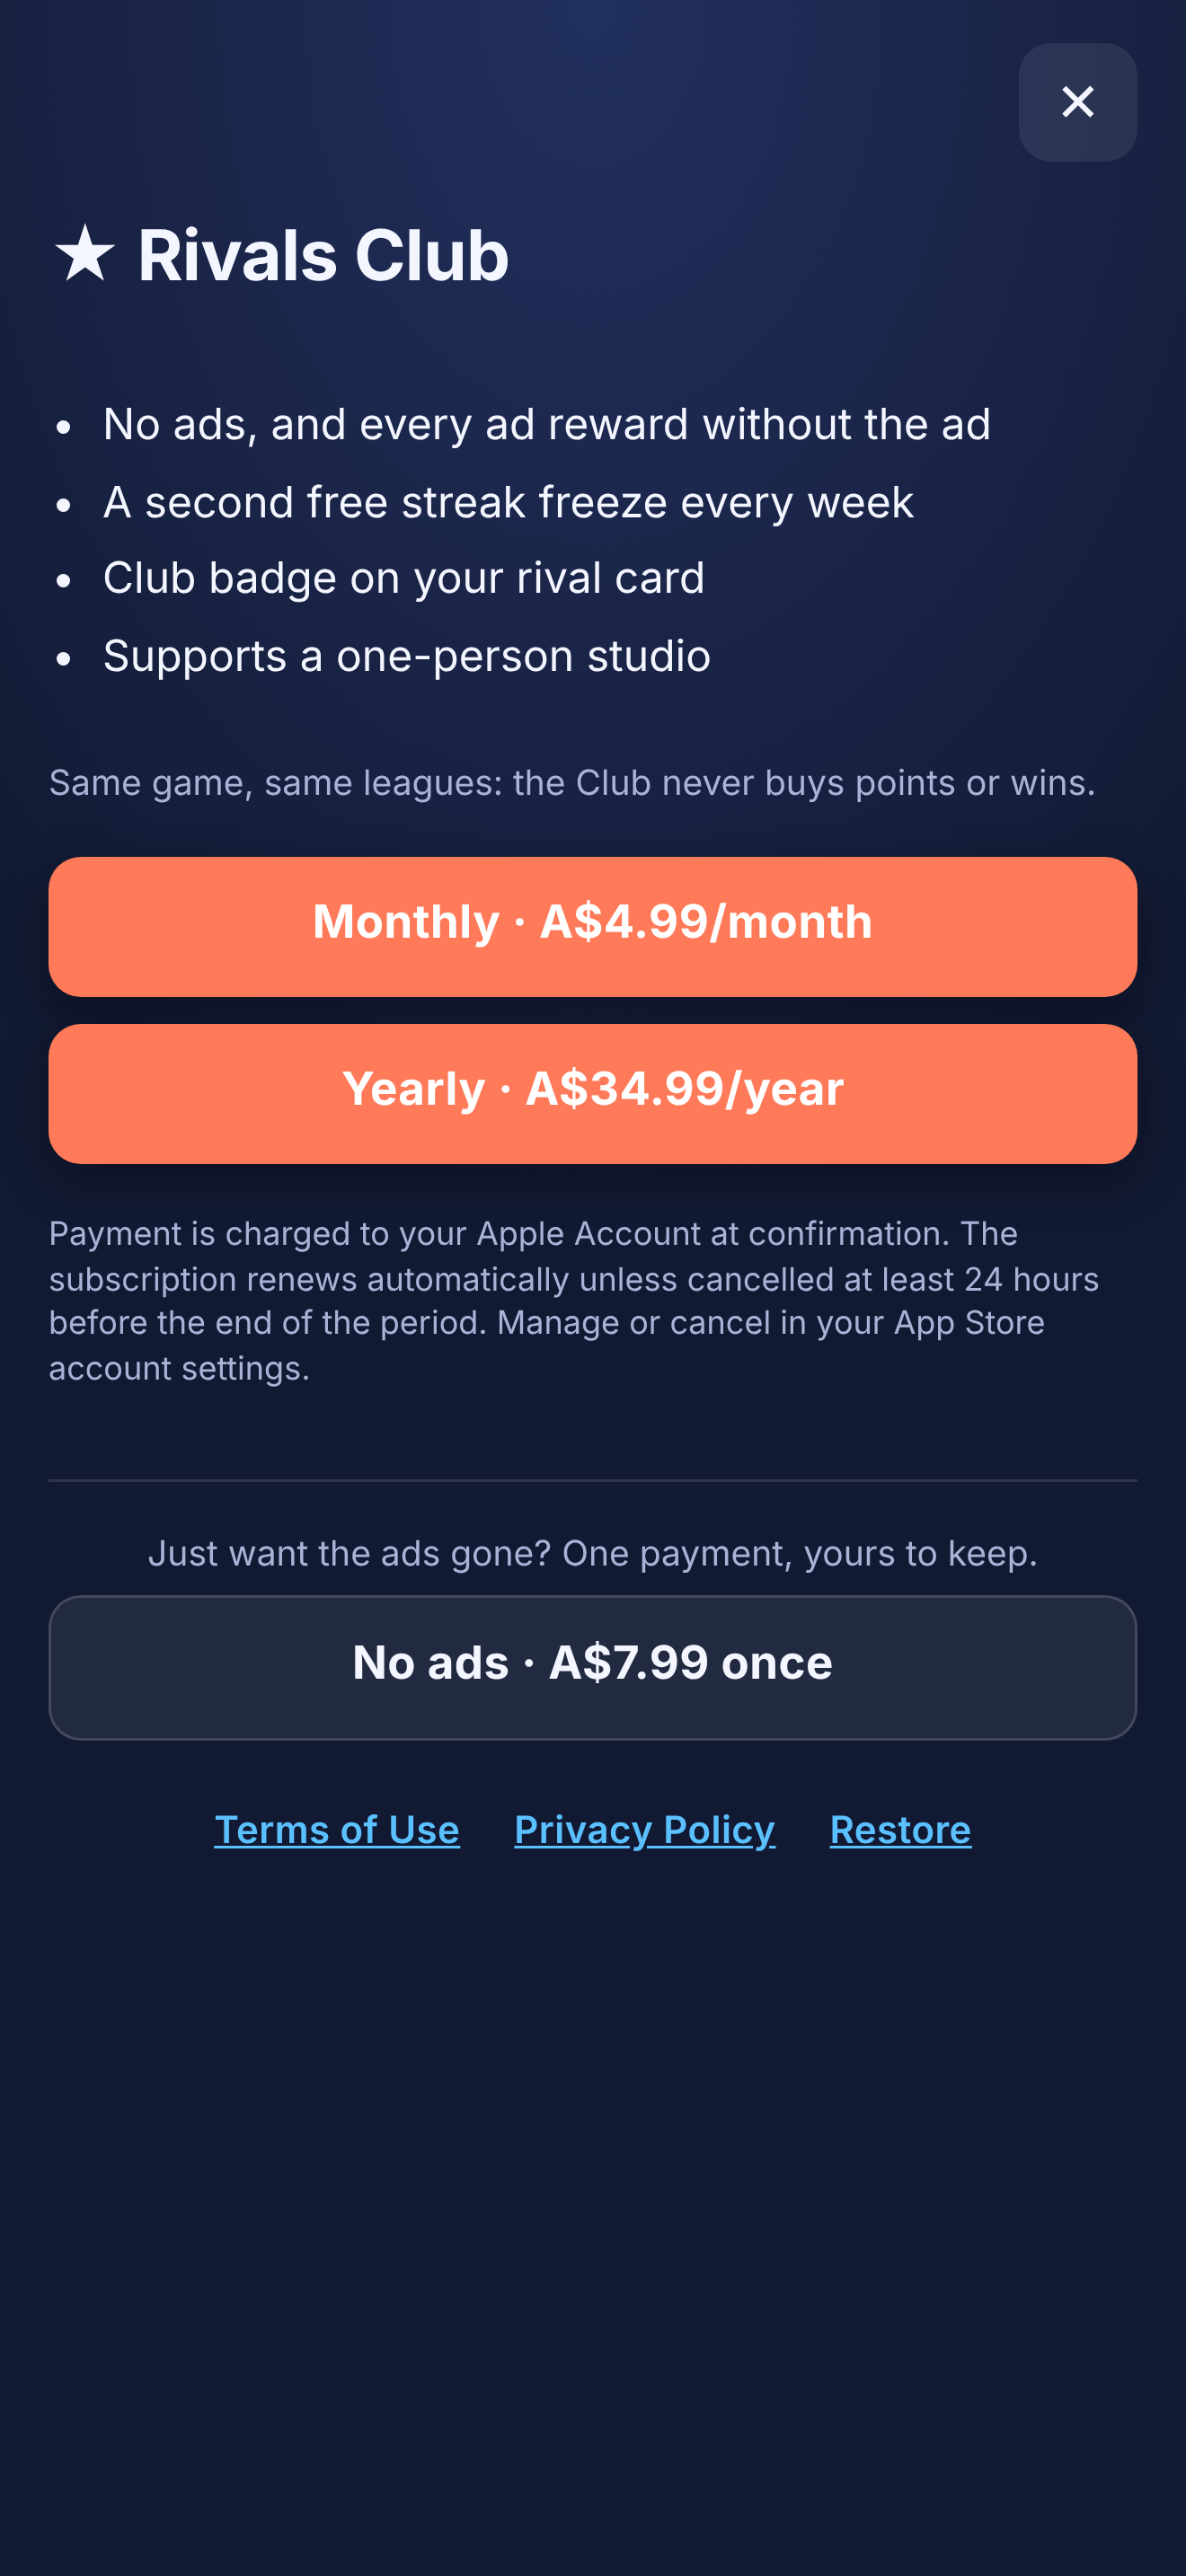 ✕
★ Rivals Club
• No ads, and every ad reward without the ad
• A second free streak freeze every week
• Club badge on your rival card
• Supports a one-person studio
Same game, same leagues: the Club never buys points or wins.
Monthly · A$4.99/month
Yearly · A$34.99/year
Payment is charged to your Apple Account at confirmation. The
subscription renews automatically unless cancelled at least 24 hours
before the end of the period. Manage or cancel in your App Store
account settings.
Just want the ads gone? One payment, yours to keep.
No ads · A$7.99 once
Terms of Use Privacy Policy Restore